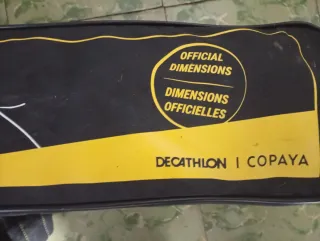 OFFICIAL
DIMENSIONS
DIMENSIONS
OFFICIELLES
DECATHLON | COPAYA